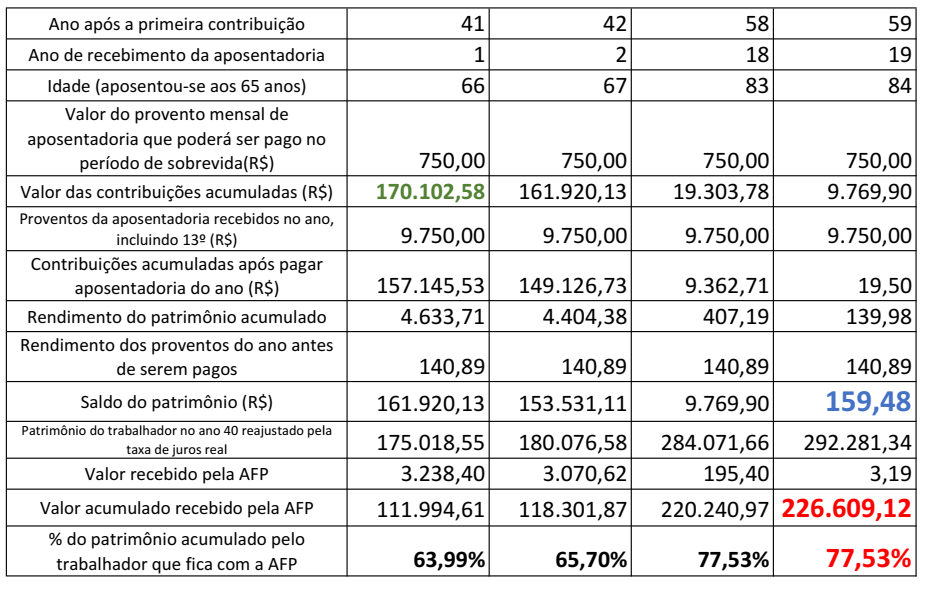 Ano após a primeira contribuição 41 42 58 59
Ano de recebimento da aposentadoria 1 2 18 19
Idade (aposentou-se aos 65 anos) 66 67 83 84
Valor do provento mensal de
aposentadoria que poderá ser pago no
período de sobrevida(R$) 750,00 750,00 750,00 750,00
Valor das contribuições acumuladas (R$) 170.102,58 161.920,13 19.303,78 9.769,90
Proventos da aposentadoria recebidos no ano,
incluindo 13º (R$) 9.750,00 9.750,00 9.750,00 9.750,00
Contribuições acumuladas após pagar
aposentadoria do ano (R$) 157.145,53 149.126,73 9.362,71 19,50
Rendimento do patrimônio acumulado 4.633,71 4.404,38 407,19 139,98
Rendimento dos proventos do ano antes
de serem pagos 140,89 140,89 140,89 140,89
Saldo do patrimônio (R$) 161.920,13 153.531,11 9.769,90 159,48
Patrimônio do trabalhador no ano 40 reajustado pela
taxa de juros real 175.018,55 180.076,58 284.071,66 292.281,34
Valor recebido pela AFP 3.238,40 3.070,62 195,40 3,19
Valor acumulado recebido pela AFP 111.994,61 118.301,87 220.240,97 226.609,12
% do patrimônio acumulado pelo
trabalhador que fica com a AFP 63,99% 65,70% 77,53% 77,53%